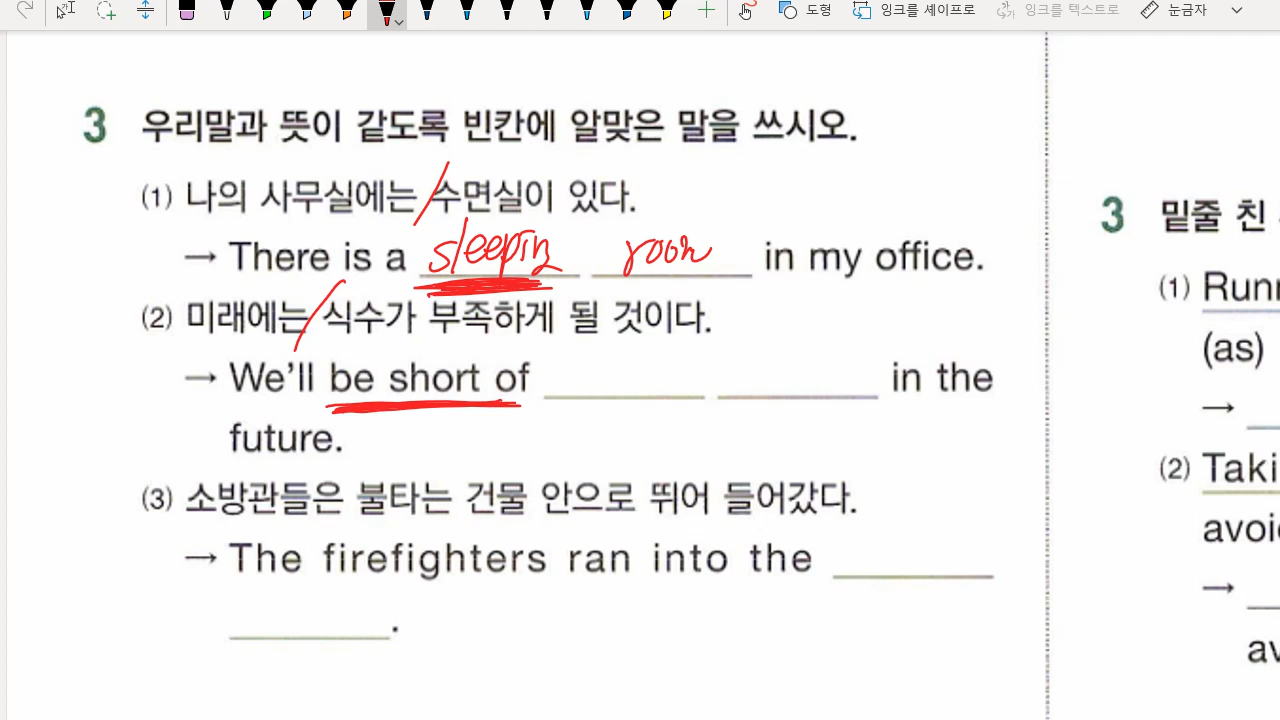 도형 잉크를 셰이프로 잉크를 텍스트로 눈금자
3 우리말과 뜻이 같도록 빈칸에 알맞은 말을 쓰시오.
(1) 나의 사무실에는 수면실이 있다.
→ There is a sleeping room in my office.
(2) 미래에는 식수가 부족하게 될 것이다.
→ We'll be short of in the
future.
(3) 소방관들은 불타는 건물 안으로 뛰어 들어갔다.
→ The firefighters ran into the
.
3 밑줄 친
(1) Runn
(as)
→
(2) Taki
avoi
→
av